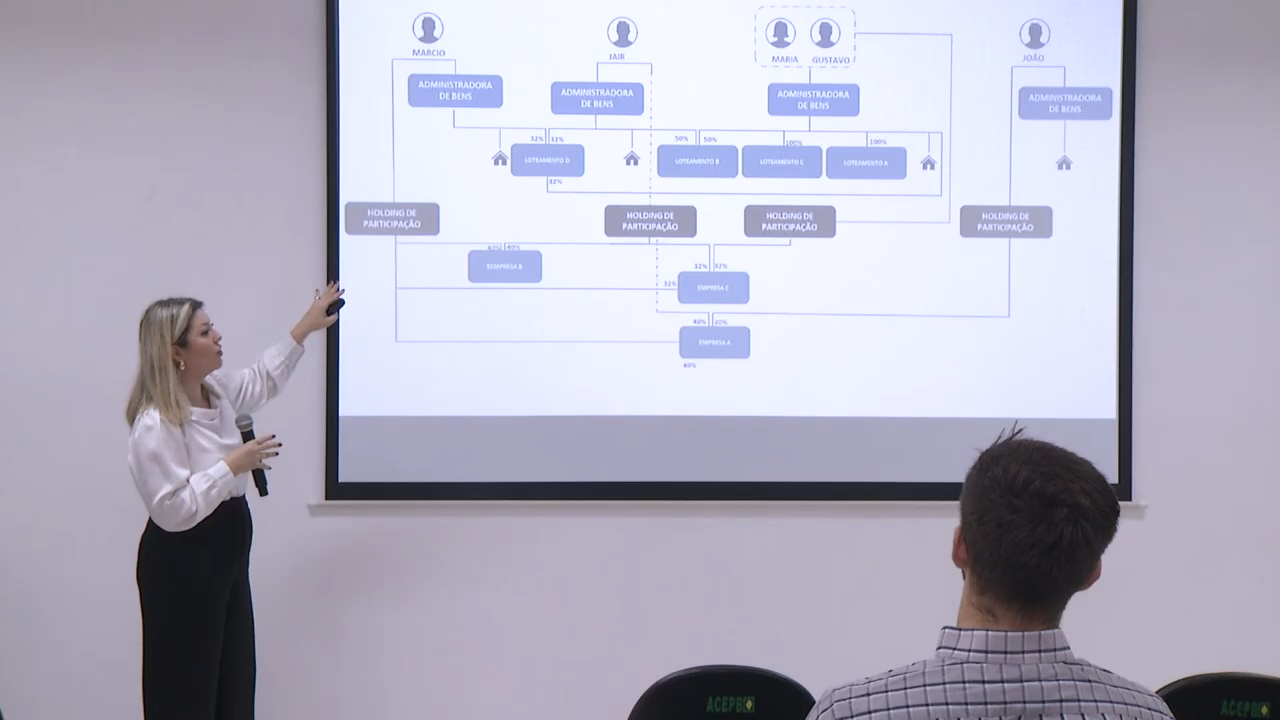 MARCIO
JAIR
MARIA
GUSTAVO
JOÃO
ADMINISTRADORA
DE BENS
ADMINISTRADORA
DE BENS
ADMINISTRADORA
DE BENS
ADMINISTRADORA
DE BENS
32% 32%
50% 50%
100%
100%
LOTEAMENTO D
LOTEAMENTO B
LOTEAMENTO C
LOTEAMENTO A
32%
HOLDING DE
PARTICIPAÇÃO
HOLDING DE
PARTICIPAÇÃO
HOLDING DE
PARTICIPAÇÃO
HOLDING DE
PARTICIPAÇÃO
40% 40%
EMPRESA B
32% 32%
32%
EMPRESA C
40% 20%
EMPRESA A
40%
ACEPB
ACEPB